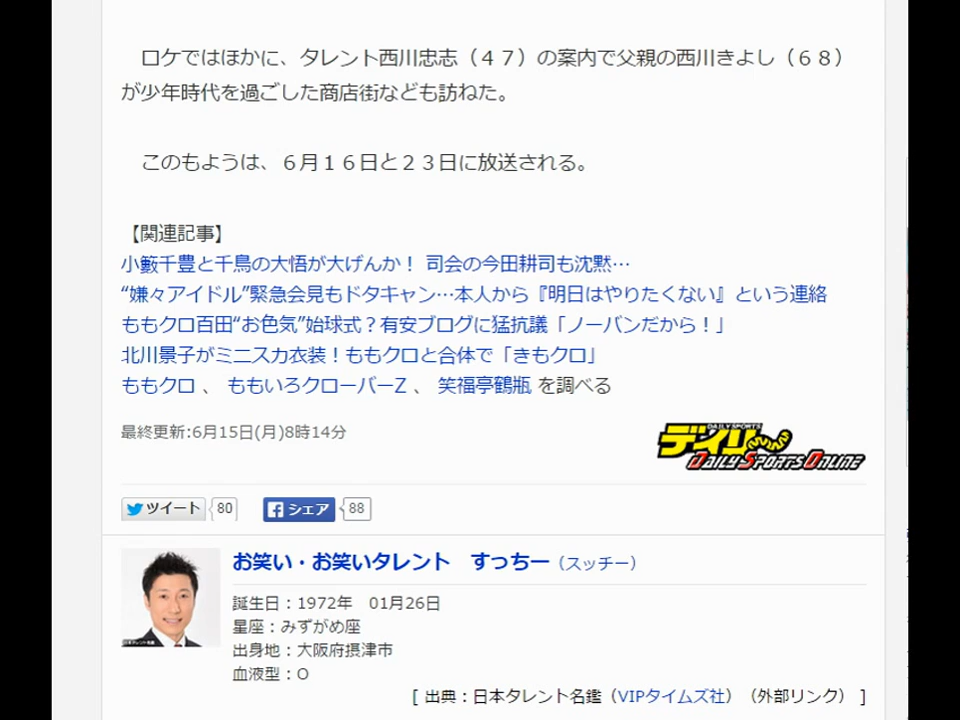 ロケではほかに、タレント西川忠志（４７）の案内で父親の西川きよし（６８）
が少年時代を過ごした商店街なども訪ねた。
このもようは、６月１６日と２３日に放送される。
【関連記事】
小籔千豊と千鳥の大悟が大げんか！ 司会の今田耕司も沈黙…
“嫌々アイドル”緊急会見もドタキャン…本人から『明日はやりたくない』という連絡
ももクロ百田“お色気”始球式？有安ブログに猛抗議「ノーバンだから！」
北川景子がミニスカ衣装！ももクロと合体で「きもクロ」
ももクロ 、 ももいろクローバーZ 、 笑福亭鶴瓶 を調べる
最終更新:6月15日(月)8時14分
DAILY SPORTS
デイリー
DAILY SPORTS ONLINE
ツイート 80 シェア 88
お笑い・お笑いタレント　すっちー（スッチー）
誕生日：1972年　01月26日
星座：みずがめ座
出身地：大阪府摂津市
血液型：O
日本タレント名鑑
[ 出典：日本タレント名鑑（VIPタイムズ社）（外部リンク） ]